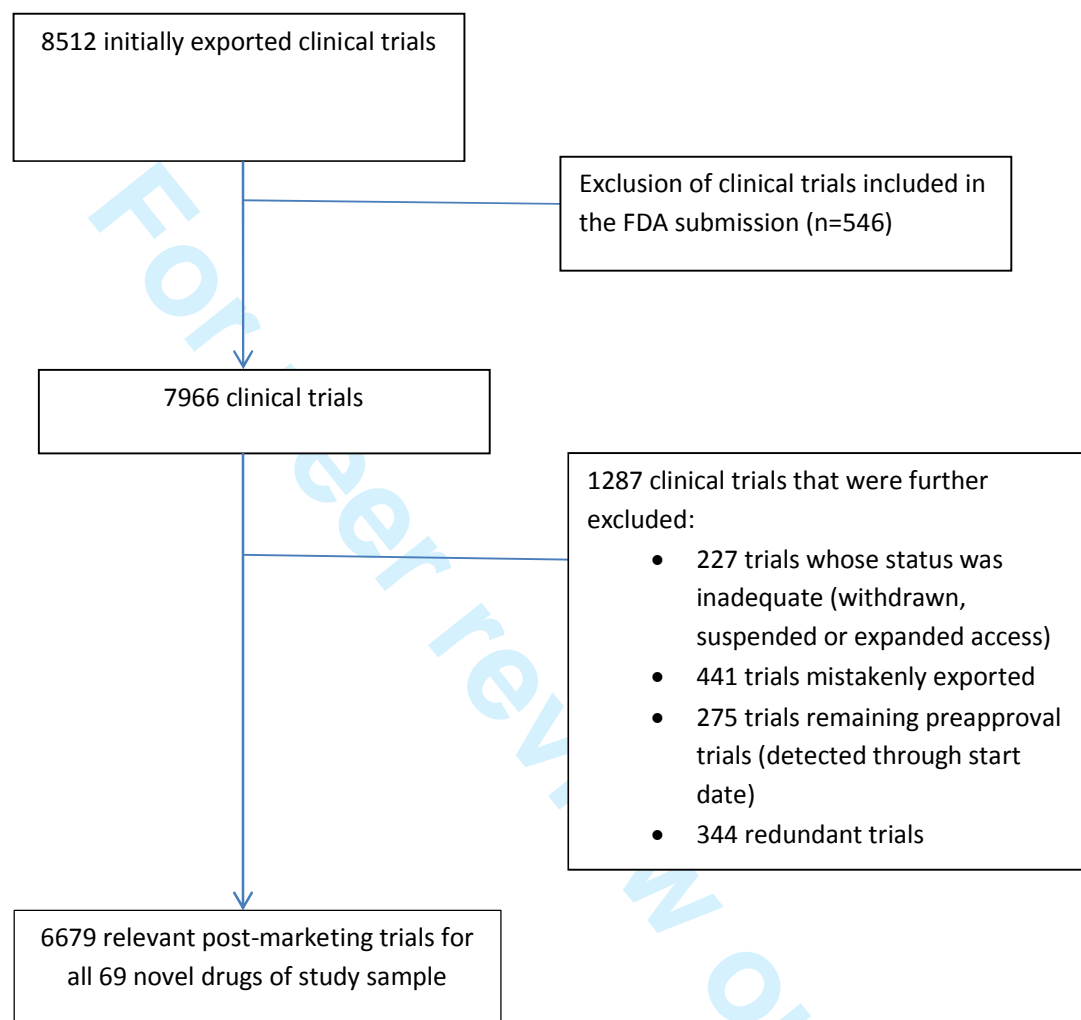 8512 initially exported clinical trials
Exclusion of clinical trials included in
the FDA submission (n=546)
7966 clinical trials
1287 clinical trials that were further
excluded:
• 227 trials whose status was
inadequate (withdrawn,
suspended or expanded access)
• 441 trials mistakenly exported
• 275 trials remaining preapproval
trials (detected through start
date)
• 344 redundant trials
6679 relevant post-marketing trials for
all 69 novel drugs of study sample
For review